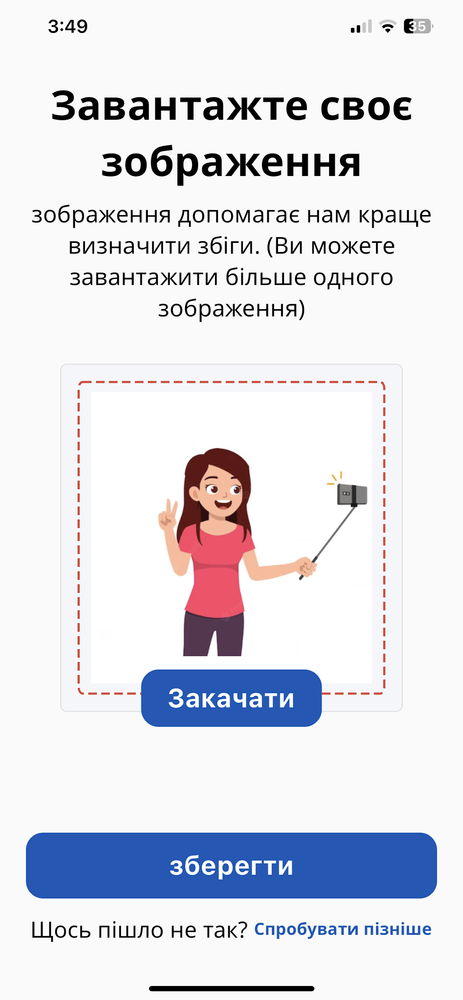 3:49
35
Завантажте своє
зображення
зображення допомагає нам краще
визначити збіги. (Ви можете
завантажити більше одного
зображення)
Закачати
зберегти
Щось пішло не так? Спробувати пізніше